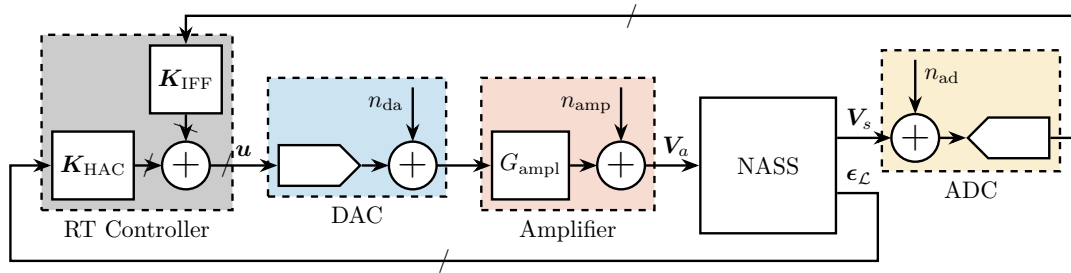 K_IFF
K_HAC
+
u
RT Controller
n_da
+
DAC
n_amp
G_ampl
+
Amplifier
V_a
NASS
V_s
ϵ_ℒ
n_ad
+
ADC